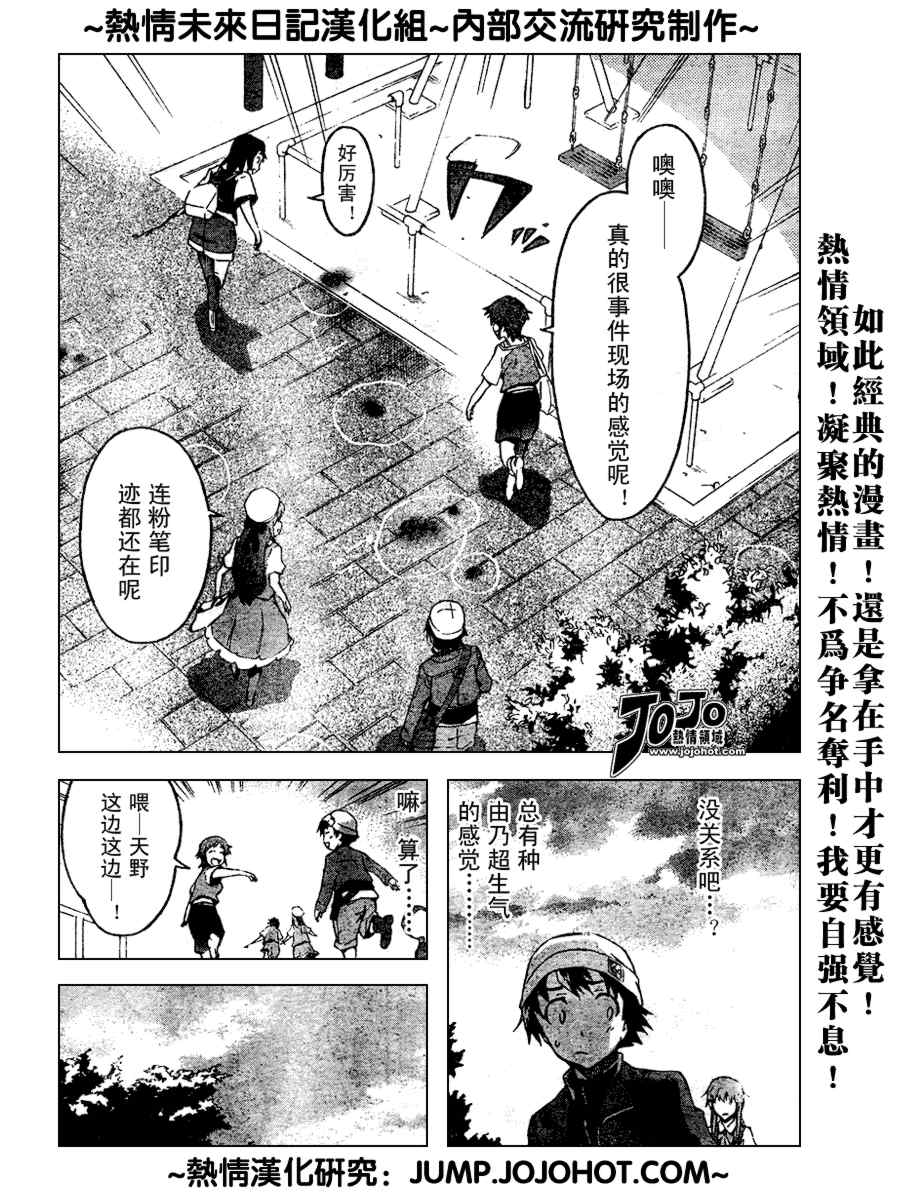 ~熱情未來日記漢化組~內部交流研究制作~
噢噢——
真的很事件现场的感觉呢！
好厉害！
连粉笔印
迹都还在呢
JOJO
熱情領域
www.jojohot.com
没关系吧…？
总有种
由乃超生气
的感觉………
嘛
算了……
喂——天野
这边这边——！
如此經典的漫畫！還是拿在手中才更有感覺！
熱情領域！凝聚熱情！不爲争名奪利！我要自强不息！
~熱情漢化研究：JUMP.JOJOHOT.COM~